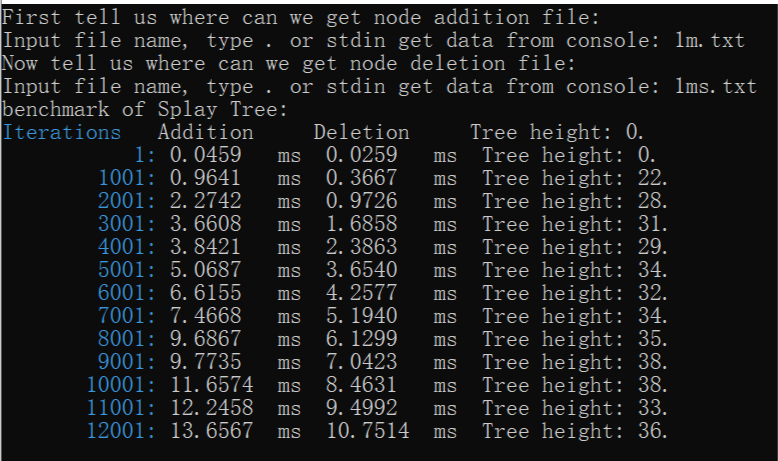 First tell us where can we get node addition file:
Input file name, type . or stdin get data from console: 1m.txt
Now tell us where can we get node deletion file:
Input file name, type . or stdin get data from console: 1ms.txt
benchmark of Splay Tree:
Iterations Addition Deletion Tree height: 0.
1: 0.0459 ms 0.0259 ms Tree height: 0.
1001: 0.9641 ms 0.3667 ms Tree height: 22.
2001: 2.2742 ms 0.9726 ms Tree height: 28.
3001: 3.6608 ms 1.6858 ms Tree height: 31.
4001: 3.8421 ms 2.3863 ms Tree height: 29.
5001: 5.0687 ms 3.6540 ms Tree height: 34.
6001: 6.6155 ms 4.2577 ms Tree height: 32.
7001: 7.4668 ms 5.1940 ms Tree height: 34.
8001: 9.6867 ms 6.1299 ms Tree height: 35.
9001: 9.7735 ms 7.0423 ms Tree height: 38.
10001: 11.6574 ms 8.4631 ms Tree height: 38.
11001: 12.2458 ms 9.4992 ms Tree height: 33.
12001: 13.6567 ms 10.7514 ms Tree height: 36.